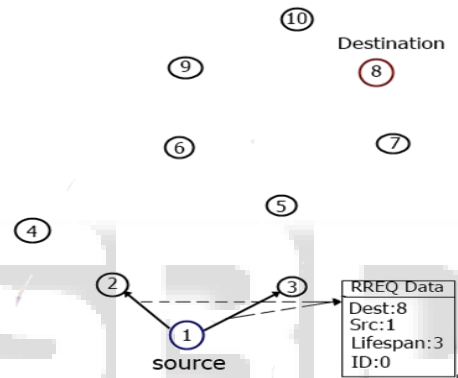 10
Destination
9
8
6
7
5
4
2
3
RREQ Data
Dest:8
Src:1
Lifespan:3
ID:0
1
source